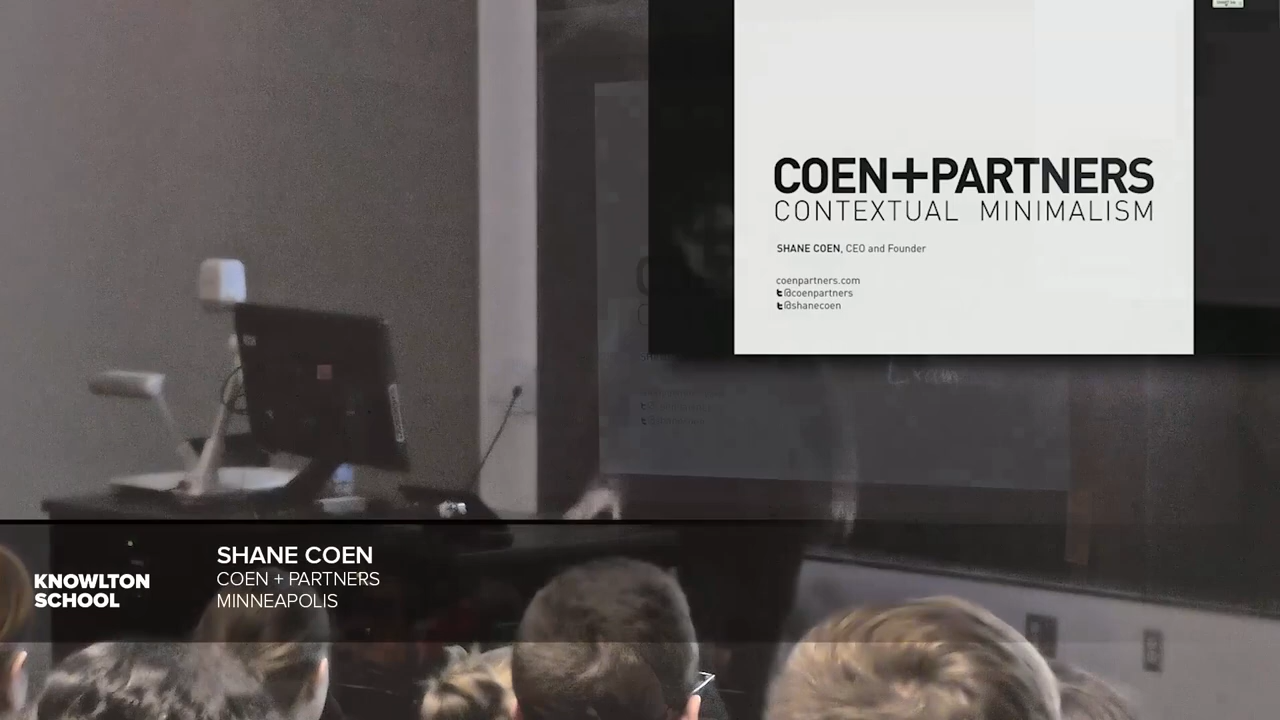 COEN+PARTNERS
CONTEXTUAL MINIMALISM
SHANE COEN, CEO and Founder
coenpartners.com
@coenpartners
@shanecoen
Exam
SHANE COEN
COEN + PARTNERS
MINNEAPOLIS
KNOWLTON
SCHOOL